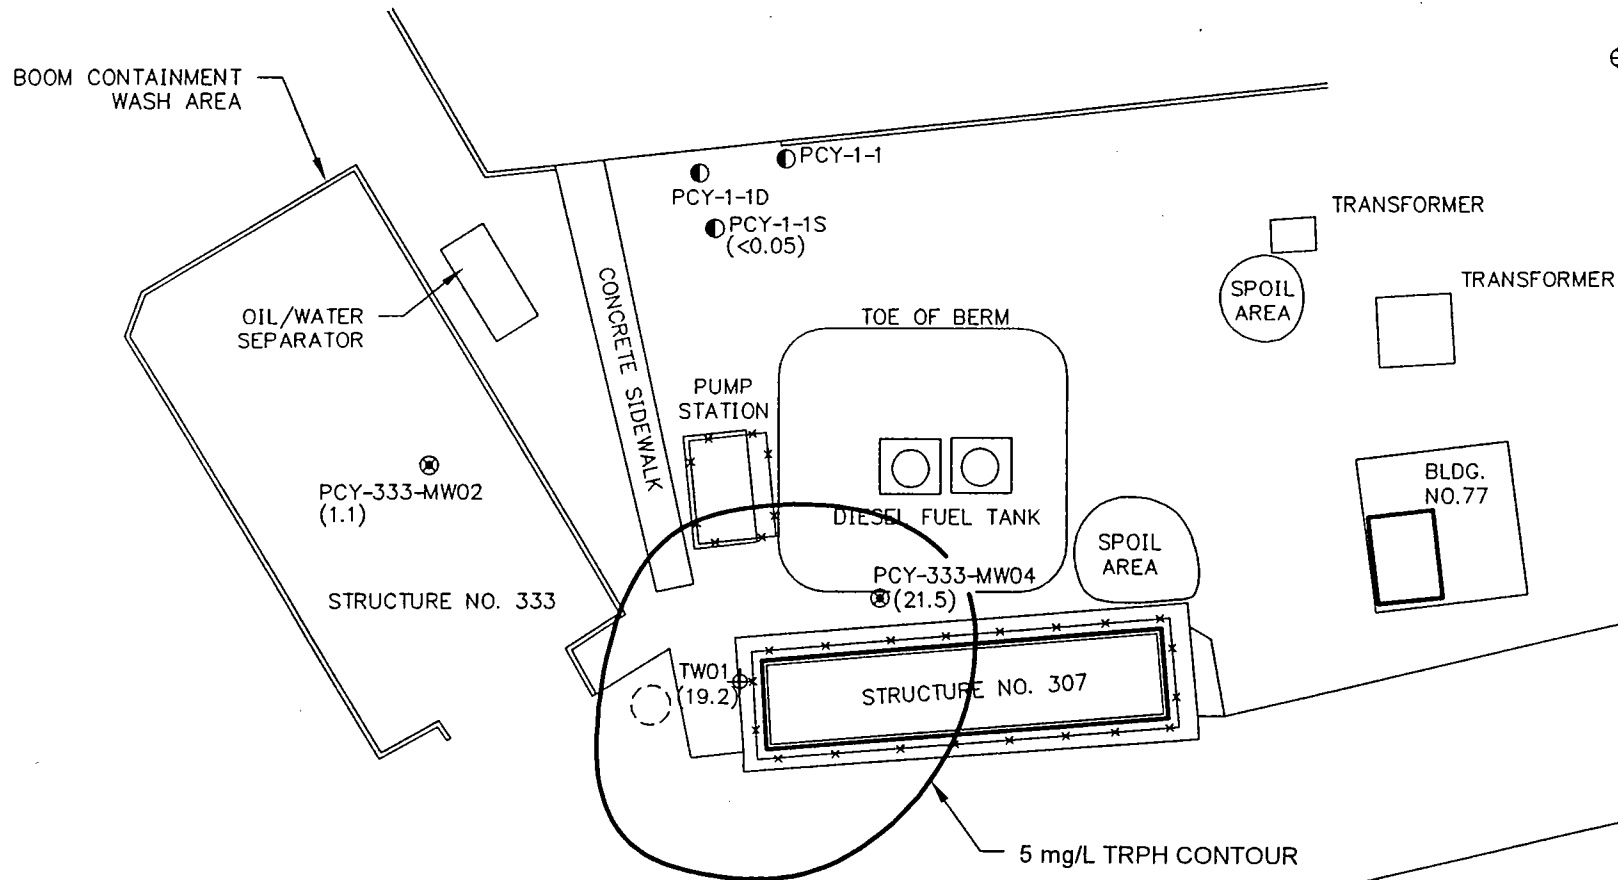 BOOM CONTAINMENT
WASH AREA
PCY-1-1
PCY-1-1D
PCY-1-1S
(<0.05)
TRANSFORMER
TRANSFORMER
SPOIL
AREA
OIL/WATER
SEPARATOR
CONCRETE SIDEWALK
TOE OF BERM
PUMP
STATION
PCY-333-MW02
(1.1)
DIESEL FUEL TANK
BLDG.
NO.77
SPOIL
AREA
PCY-333-MW04
(21.5)
STRUCTURE NO. 333
TW01
(19.2)
STRUCTURE NO. 307
5 mg/L TRPH CONTOUR